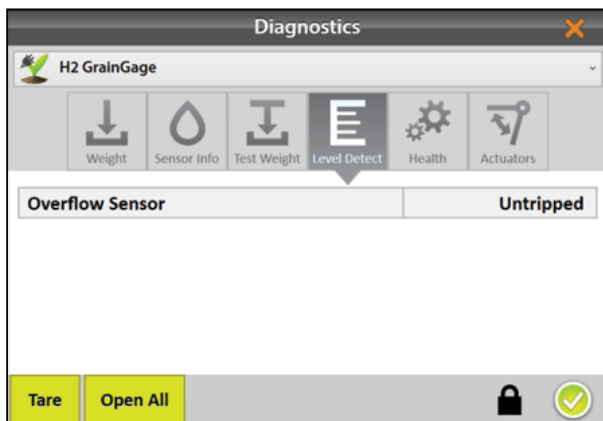 Diagnostics
H2 GrainGage
Weight Sensor Info Test Weight Level Detect Health Actuators
Overflow Sensor Untripped
Tare Open All